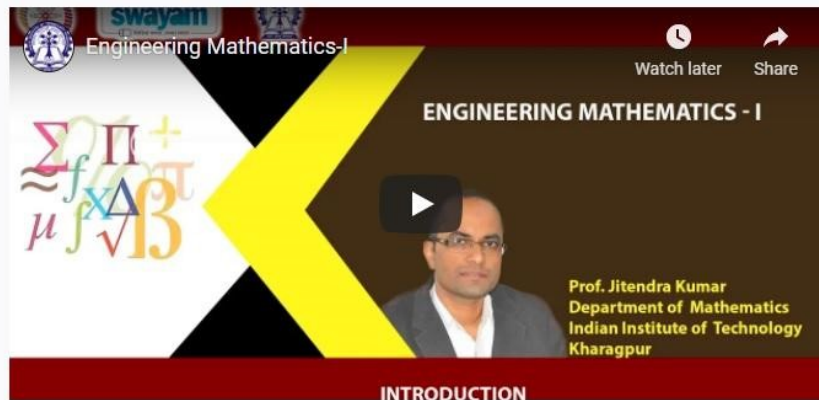 swayam
Engineering Mathematics-I
Watch later
Share
ENGINEERING MATHEMATICS - I
Σ Π +
≈ f x Δ π
μ f √ β
Prof. Jitendra Kumar
Department of Mathematics
Indian Institute of Technology
Kharagpur
INTRODUCTION